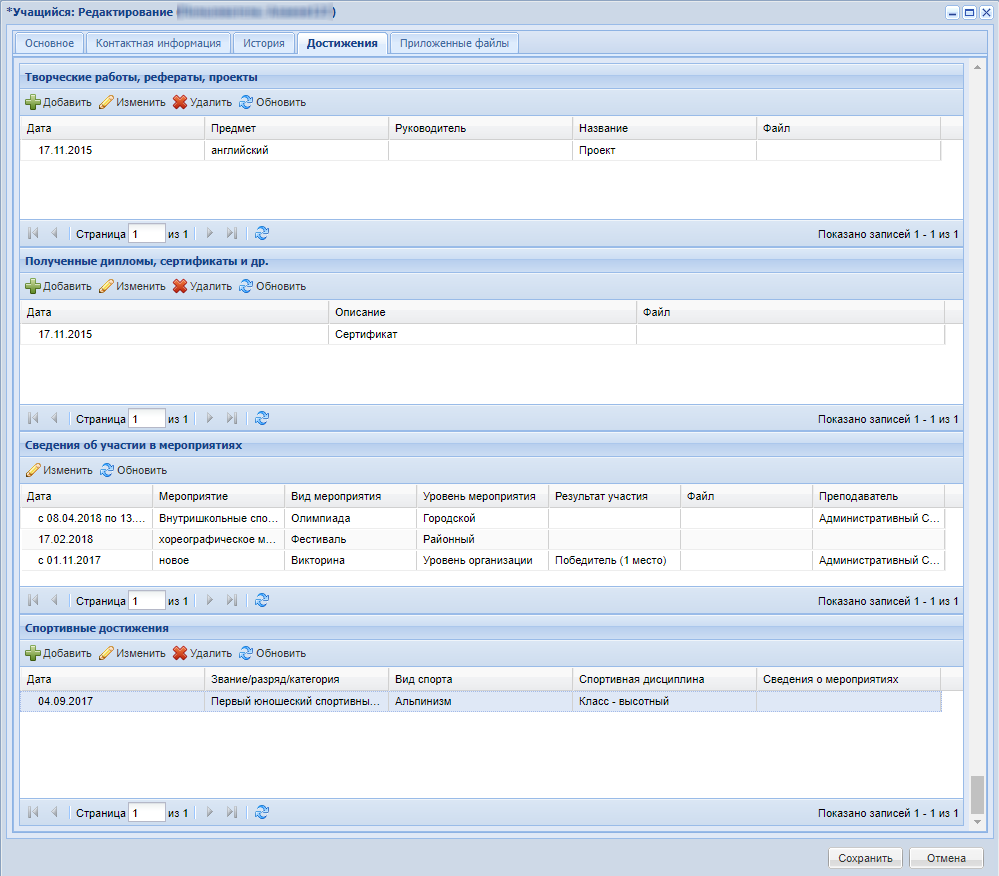 *Учащийся: Редактирование
Основное Контактная информация История Достижения Приложенные файлы
Творческие работы, рефераты, проекты
Добавить Изменить Удалить Обновить
Дата Предмет Руководитель Название Файл
17.11.2015 английский Проект
Страница 1 из 1 Показано записей 1 - 1 из 1
Полученные дипломы, сертификаты и др.
Добавить Изменить Удалить Обновить
Дата Описание Файл
17.11.2015 Сертификат
Страница 1 из 1 Показано записей 1 - 1 из 1
Сведения об участии в мероприятиях
Изменить Обновить
Дата Мероприятие Вид мероприятия Уровень мероприятия Результат участия Файл Преподаватель
с 08.04.2018 по 13.... Внутришкольные спо... Олимпиада Городской Административный С...
17.02.2018 хореографическое м... Фестиваль Районный
с 01.11.2017 новое Викторина Уровень организации Победитель (1 место) Административный С...
Страница 1 из 1 Показано записей 1 - 1 из 1
Спортивные достижения
Добавить Изменить Удалить Обновить
Дата Звание/разряд/категория Вид спорта Спортивная дисциплина Сведения о мероприятиях
04.09.2017 Первый юношеский спортивны... Альпинизм Класс - высотный
Страница 1 из 1 Показано записей 1 - 1 из 1
Сохранить Отмена